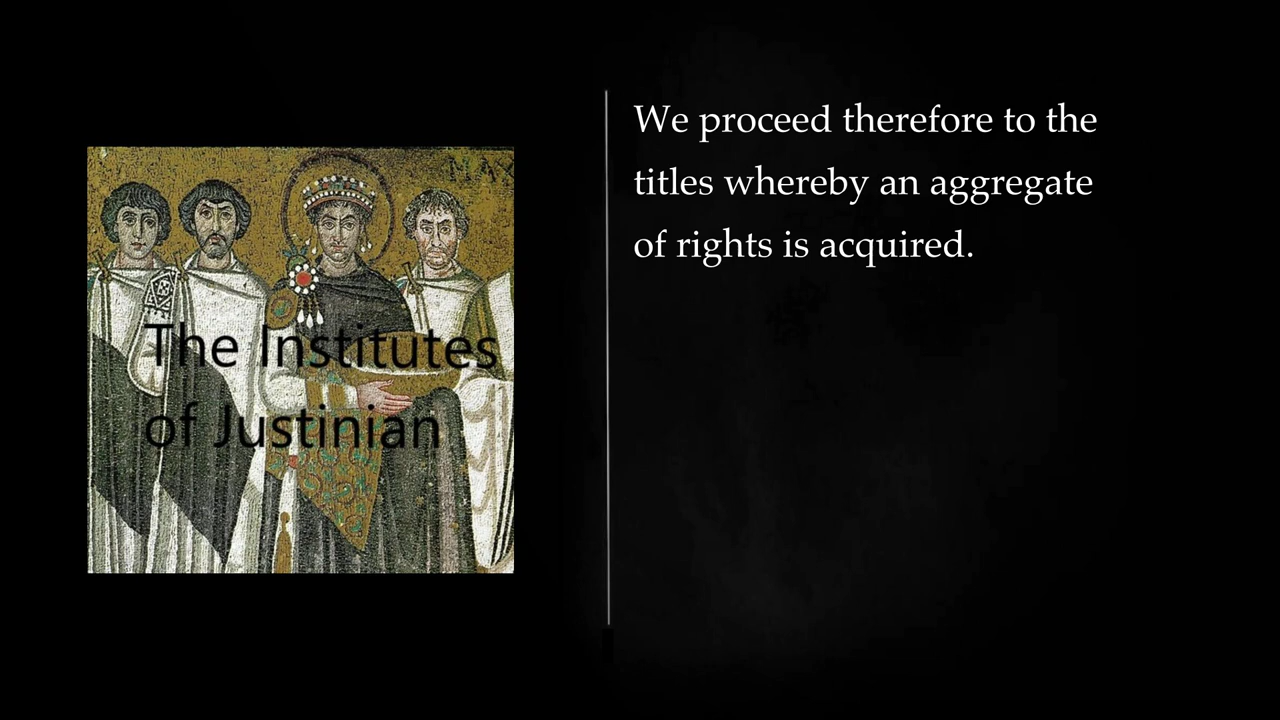 The Institutes
of Justinian
We proceed therefore to the
titles whereby an aggregate
of rights is acquired.